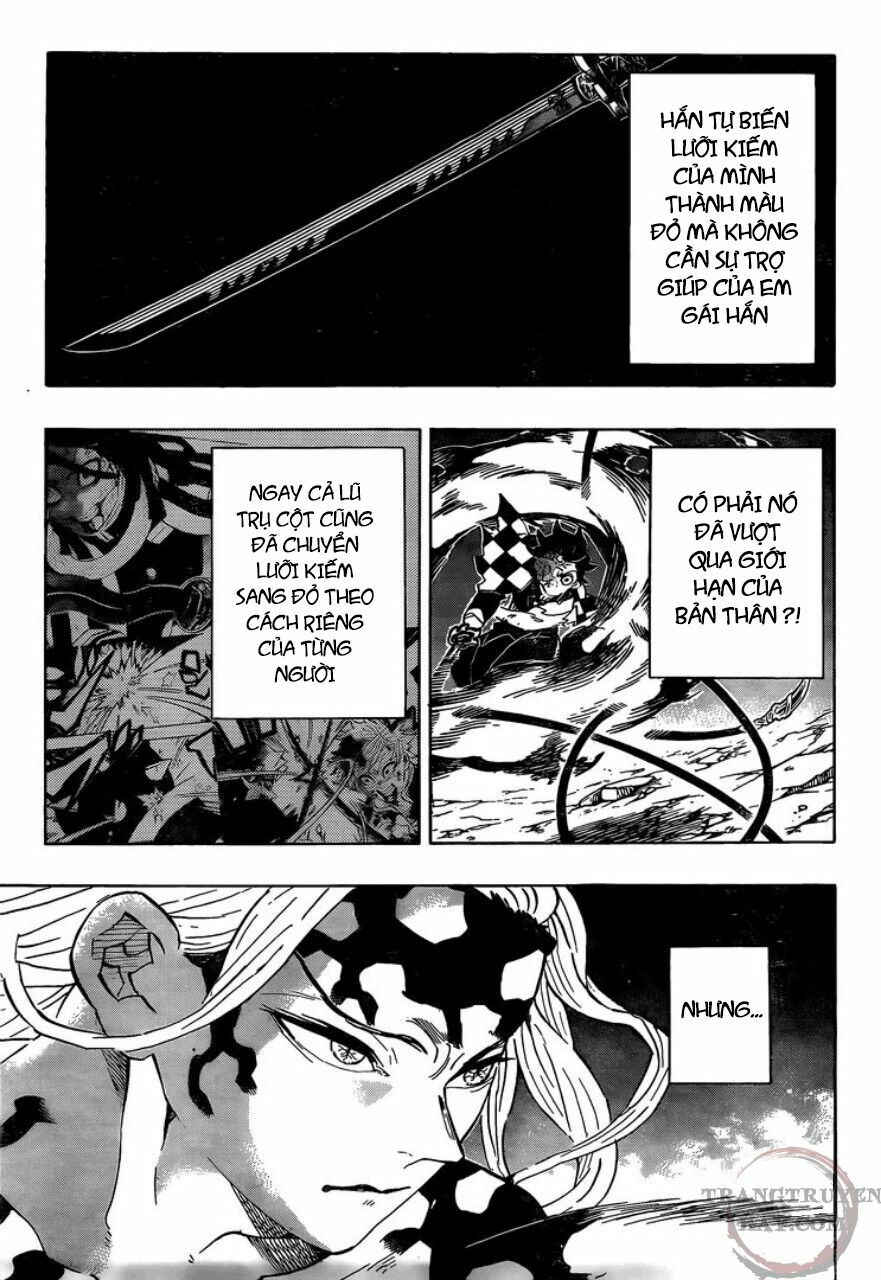 HẮN TỰ BIẾN
LƯỠI KIẾM
CỦA MÌNH
THÀNH MÀU
ĐỎ MÀ KHÔNG
CẦN SỰ TRỢ
GIÚP CỦA EM
GÁI HẮN
CÓ PHẢI NÓ
ĐÃ VƯỢT
QUA GIỚI
HẠN CỦA
BẢN THÂN ?!
NGAY CẢ LŨ
TRỤ CỘT CŨNG
ĐÃ CHUYỂN
LƯỠI KIẾM
SANG ĐỎ THEO
CÁCH RIÊNG
CỦA TỪNG
NGƯỜI
NHƯNG...
TRANGTRUYEN
HAY.COM